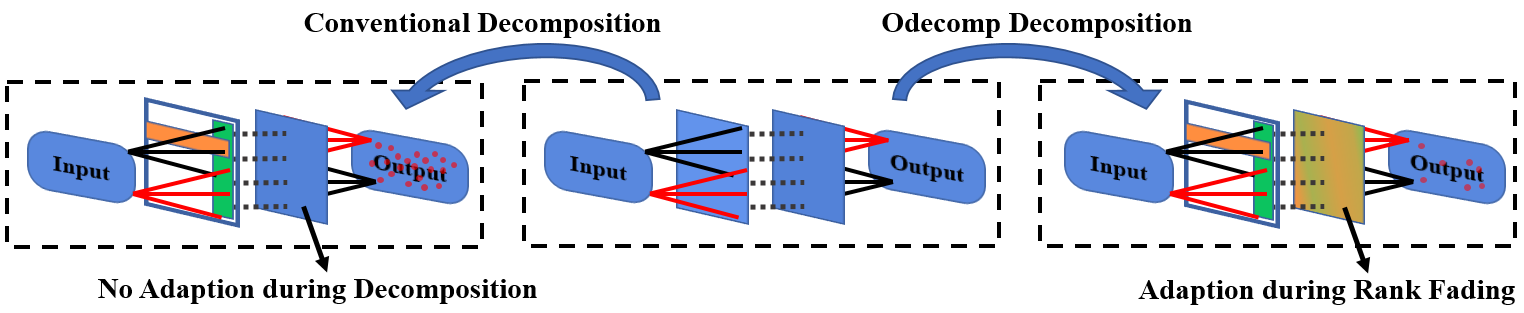 Conventional Decomposition
Odecomp Decomposition
Input
Output
Input
Output
Input
Output
No Adaption during Decomposition
Adaption during Rank Fading